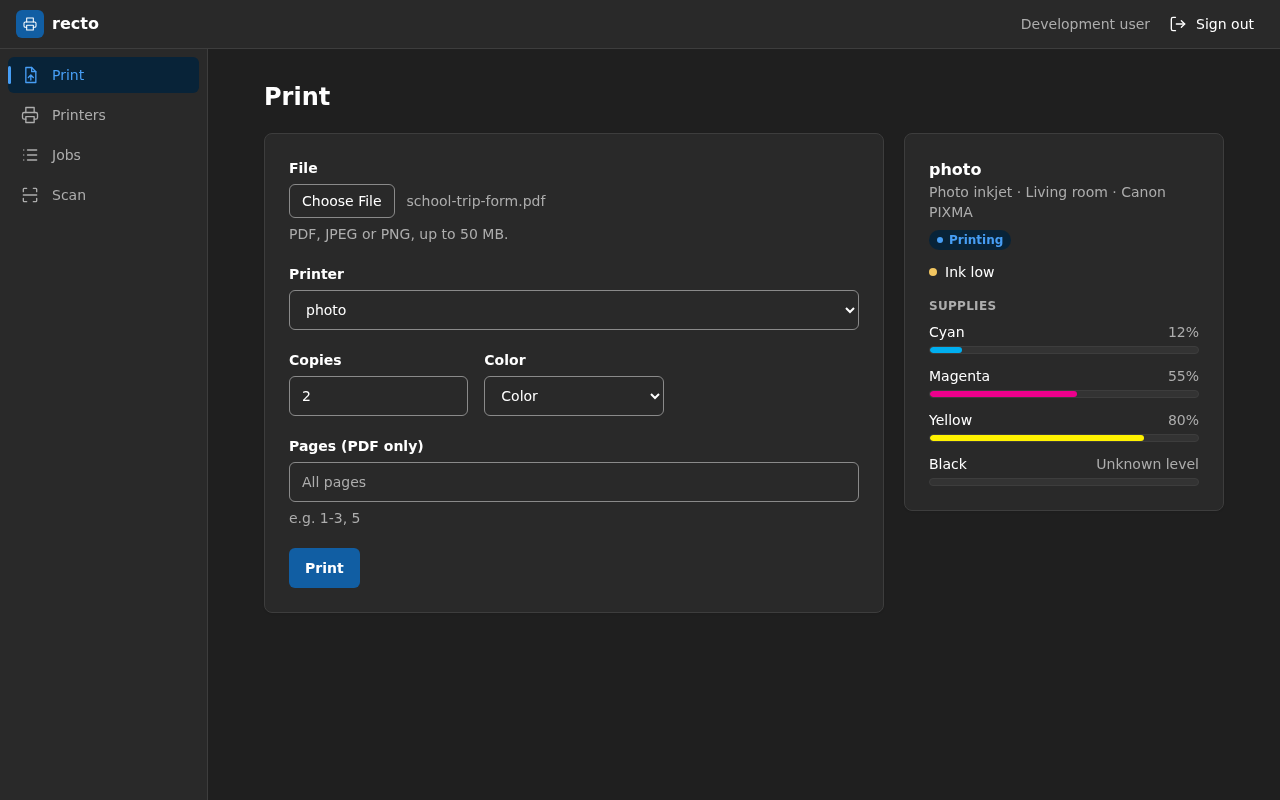 recto
Development user
Sign out
Print
Printers
Jobs
Scan
Print
File
Choose File school-trip-form.pdf
PDF, JPEG or PNG, up to 50 MB.
Printer
photo
Copies
Color
2
Color
Pages (PDF only)
All pages
e.g. 1-3, 5
Print
photo
Photo inkjet · Living room · Canon
PIXMA
Printing
Ink low
SUPPLIES
Cyan 12%
Magenta 55%
Yellow 80%
Black Unknown level